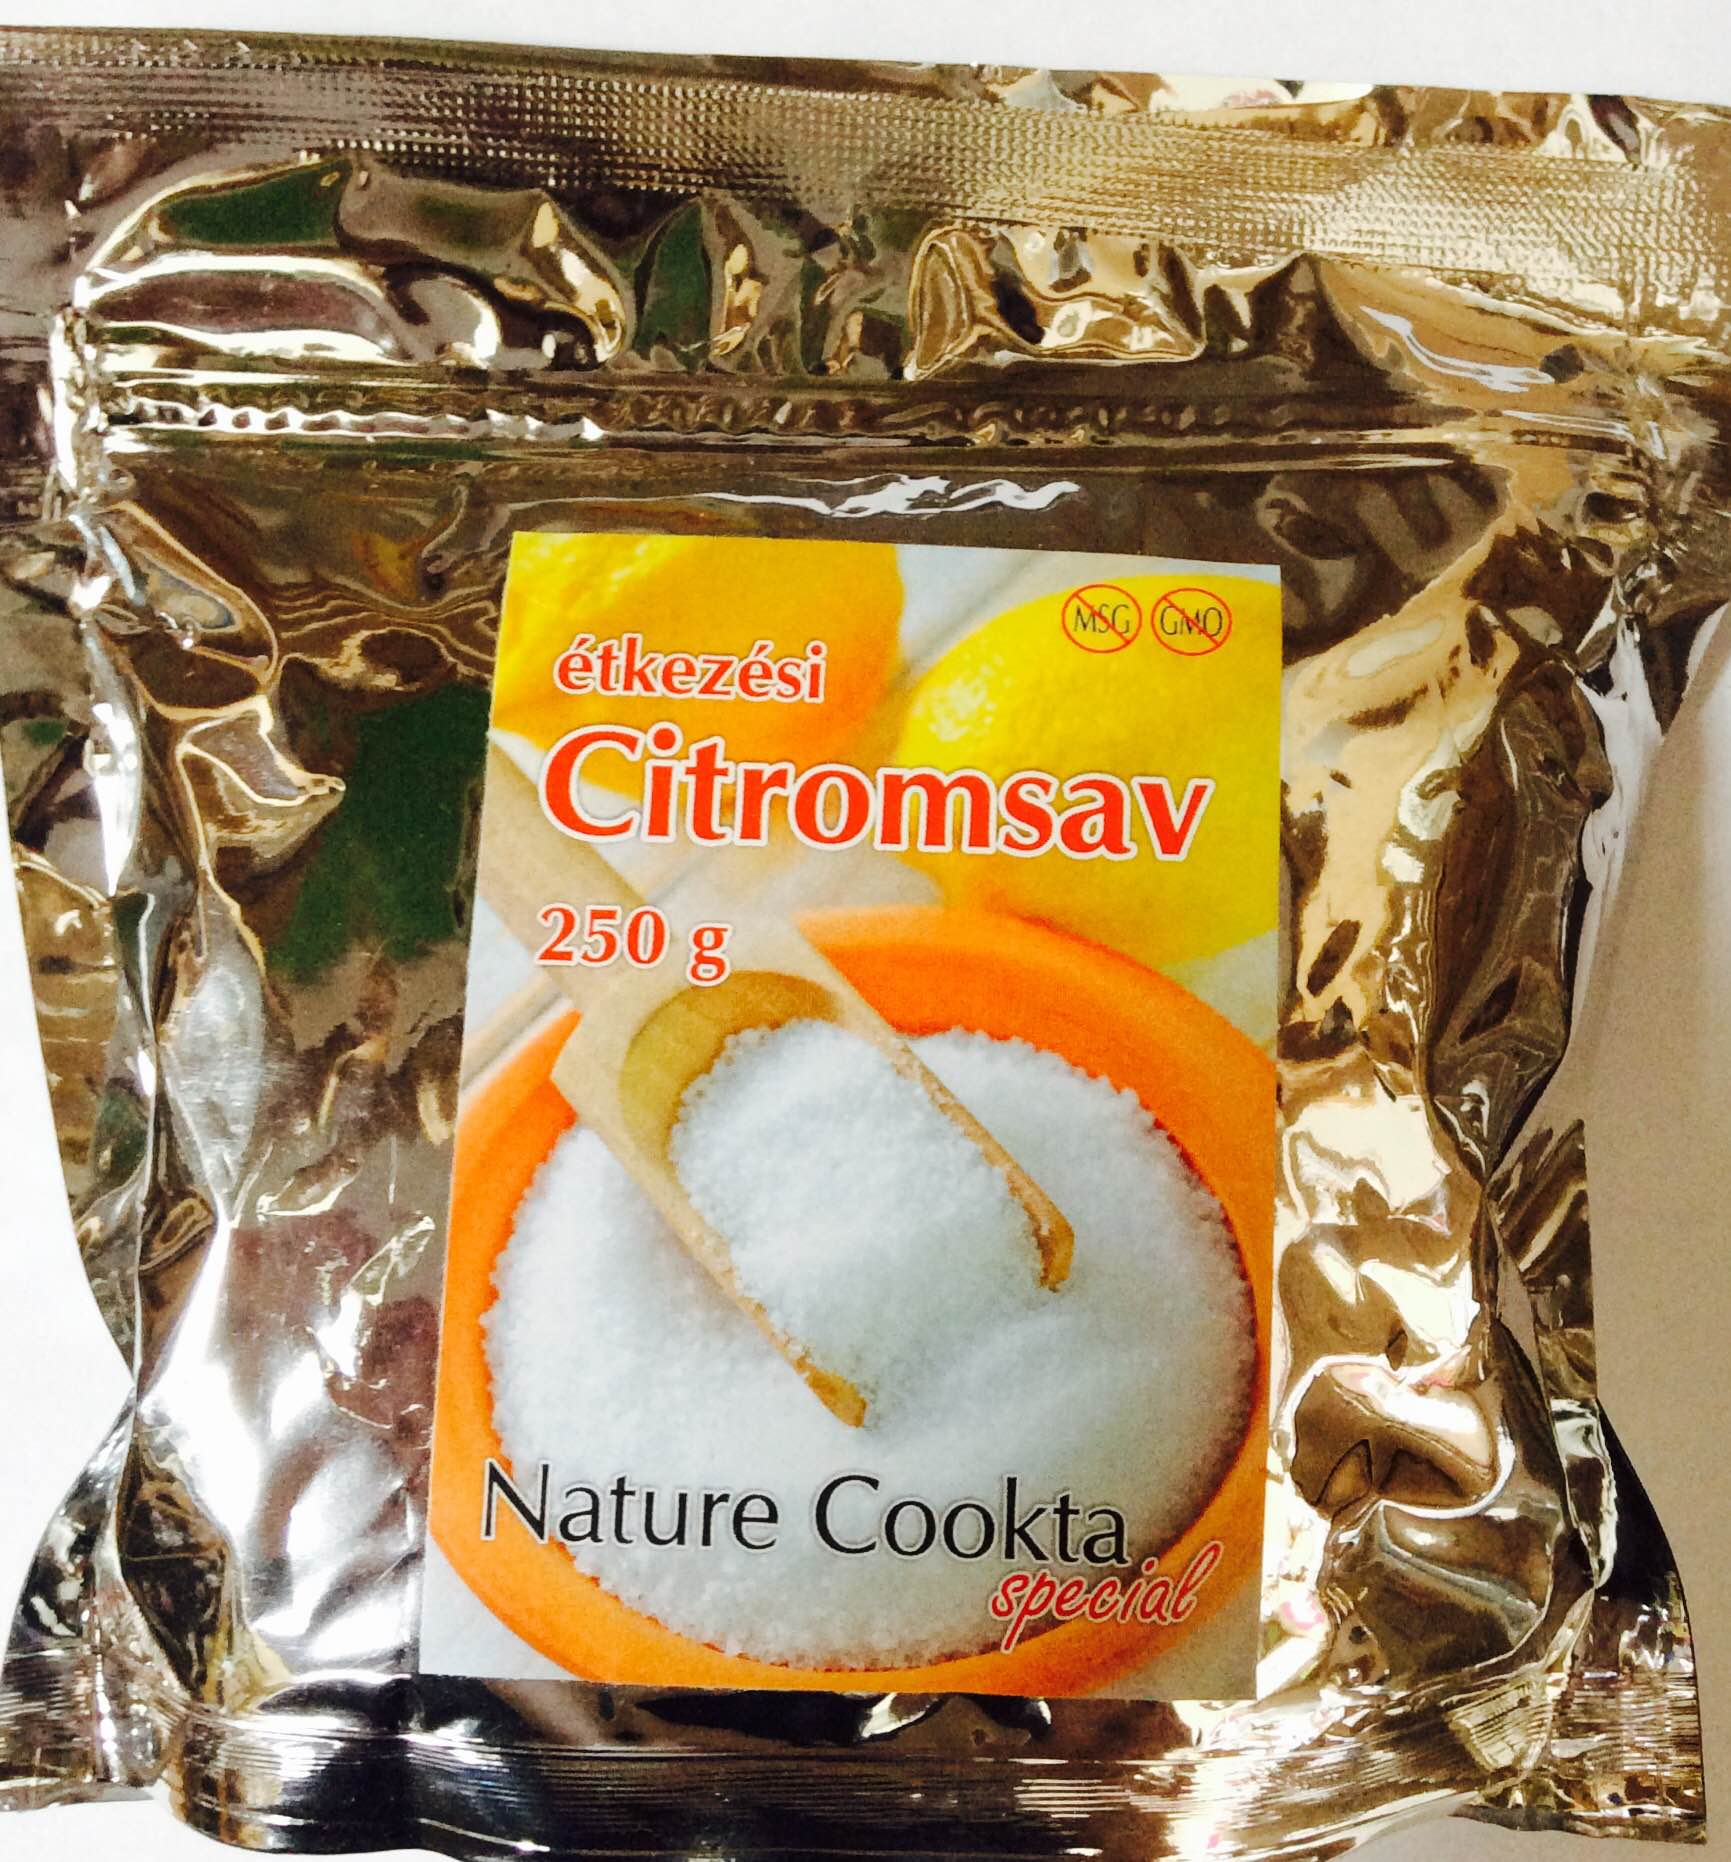 MSG GMO
étkezési
Citromsav
250 g
Nature Cookta
special